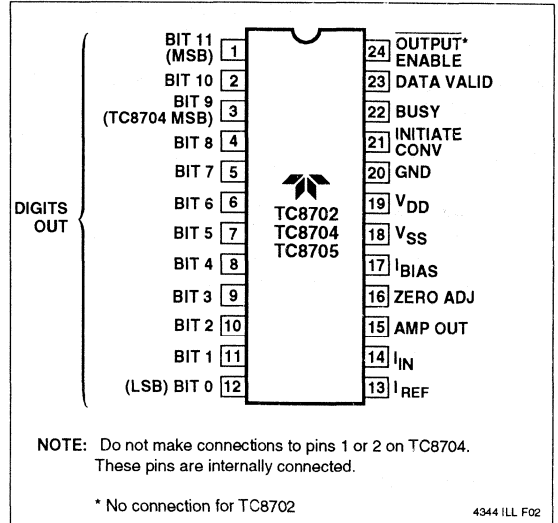 BIT 11
(MSB) 1
BIT 10 2
BIT 9
(TC8704 MSB) 3
BIT 8 4
BIT 7 5
BIT 6 6
BIT 5 7
BIT 4 8
BIT 3 9
BIT 2 10
BIT 1 11
(LSB) BIT 0 12
DIGITS
OUT
TC8702
TC8704
TC8705
24 OUTPUT*
ENABLE
23 DATA VALID
22 BUSY
21 INITIATE
CONV
20 GND
19 VDD
18 VSS
17 IBIAS
16 ZERO ADJ
15 AMP OUT
14 IIN
13 IREF
NOTE: Do not make connections to pins 1 or 2 on TC8704.
These pins are internally connected.
* No connection for TC8702
4344 ILL F02